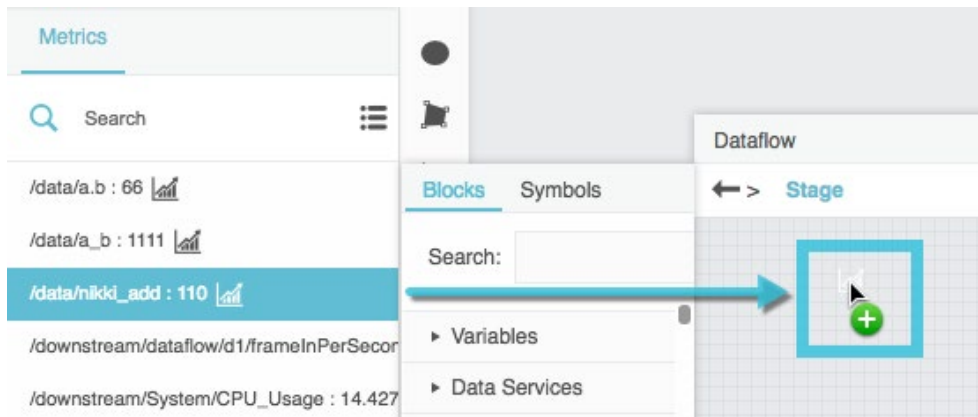 Metrics
Search
/data/a.b : 66
/data/a_b : 1111
/data/nikki_add : 110
/downstream/dataflow/d1/frameInPerSecon
/downstream/System/CPU_Usage : 14.427
Blocks Symbols
Search:
Variables
Data Services
Dataflow
> Stage